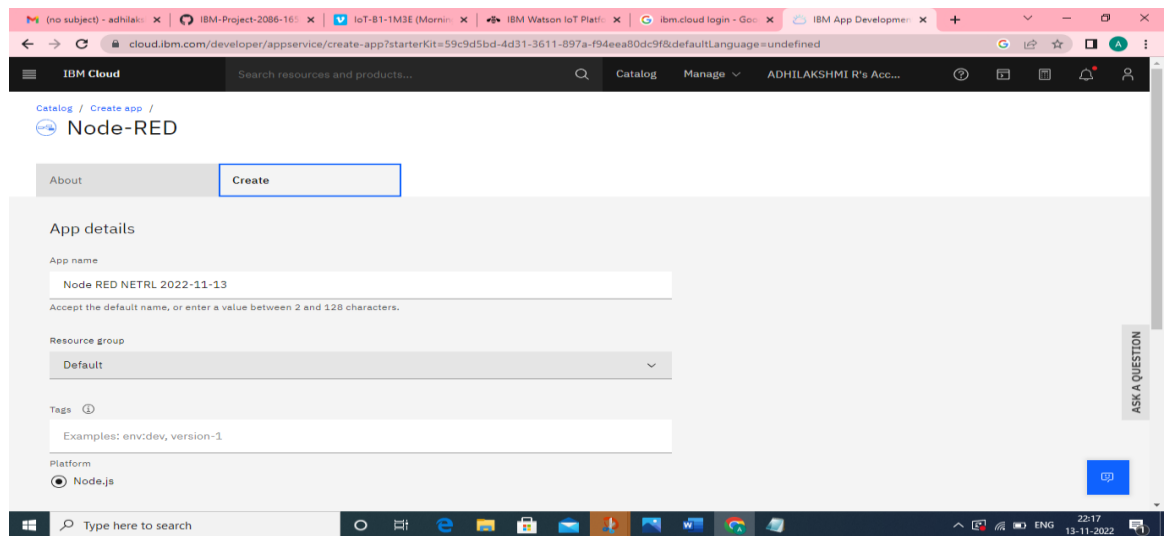 (no subject) - adhilaks
IBM-Project-2086-165
IoT-B1-1M3E (Mornin
IBM Watson IoT Platfo
ibm.cloud login - Goo
IBM App Developmen
cloud.ibm.com/developer/appservice/create-app?starterKit=59c9d5bd-4d31-3611-897a-f94eea80dc9f&defaultLanguage=undefined
IBM Cloud
Search resources and products...
Catalog
Manage
ADHILAKSHMI R's Acc...
Catalog / Create app /
Node-RED
About
Create
App details
App name
Node RED NETRL 2022-11-13
Accept the default name, or enter a value between 2 and 128 characters.
Resource group
Default
Tags
Examples: env:dev, version-1
Platform
Node.js
ASK A QUESTION
Type here to search
ENG
22:17
13-11-2022